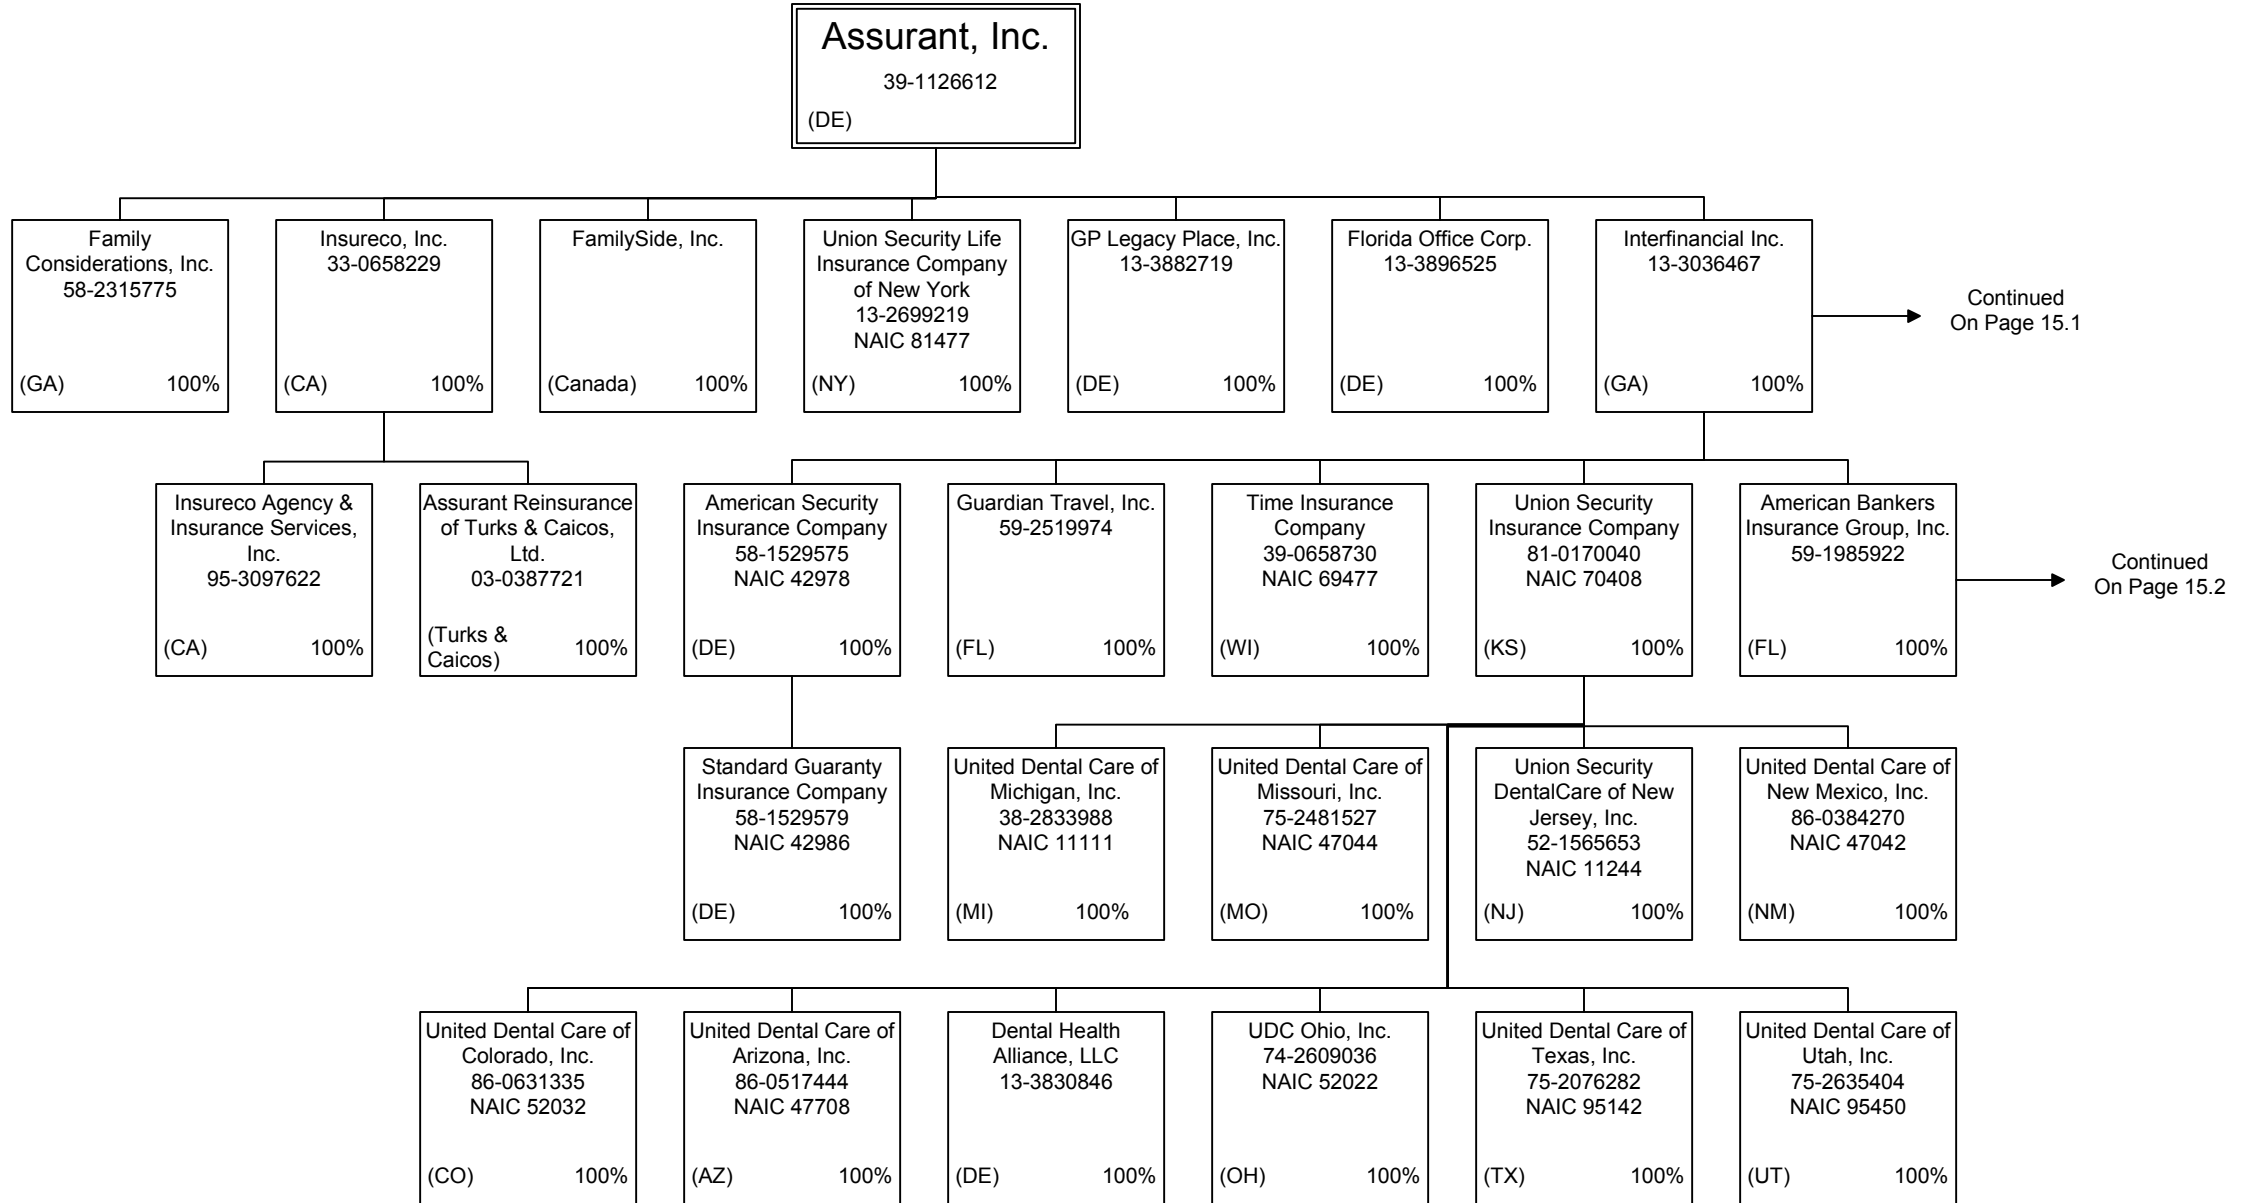 Assurant, Inc.
39-1126612
(DE)
Family
Considerations, Inc.
58-2315775
(GA) 100%
Insureco, Inc.
33-0658229
(CA) 100%
FamilySide, Inc.
(Canada) 100%
Union Security Life
Insurance Company
of New York
13-2699219
NAIC 81477
(NY) 100%
GP Legacy Place, Inc.
13-3882719
(DE) 100%
Florida Office Corp.
13-3896525
(DE) 100%
Interfinancial Inc.
13-3036467
(GA) 100%
Continued
On Page 15.1
Insureco Agency &
Insurance Services,
Inc.
95-3097622
(CA) 100%
Assurant Reinsurance
of Turks & Caicos,
Ltd.
03-0387721
(Turks &
Caicos) 100%
American Security
Insurance Company
58-1529575
NAIC 42978
(DE) 100%
Guardian Travel, Inc.
59-2519974
(FL) 100%
Time Insurance
Company
39-0658730
NAIC 69477
(WI) 100%
Union Security
Insurance Company
81-0170040
NAIC 70408
(KS) 100%
American Bankers
Insurance Group, Inc.
59-1985922
(FL) 100%
Continued
On Page 15.2
Standard Guaranty
Insurance Company
58-1529579
NAIC 42986
(DE) 100%
United Dental Care of
Michigan, Inc.
38-2833988
NAIC 11111
(MI) 100%
United Dental Care of
Missouri, Inc.
75-2481527
NAIC 47044
(MO) 100%
Union Security
DentalCare of New
Jersey, Inc.
52-1565653
NAIC 11244
(NJ) 100%
United Dental Care of
New Mexico, Inc.
86-0384270
NAIC 47042
(NM) 100%
United Dental Care of
Colorado, Inc.
86-0631335
NAIC 52032
(CO) 100%
United Dental Care of
Arizona, Inc.
86-0517444
NAIC 47708
(AZ) 100%
Dental Health
Alliance, LLC
13-3830846
(DE) 100%
UDC Ohio, Inc.
74-2609036
NAIC 52022
(OH) 100%
United Dental Care of
Texas, Inc.
75-2076282
NAIC 95142
(TX) 100%
United Dental Care of
Utah, Inc.
75-2635404
NAIC 95450
(UT) 100%